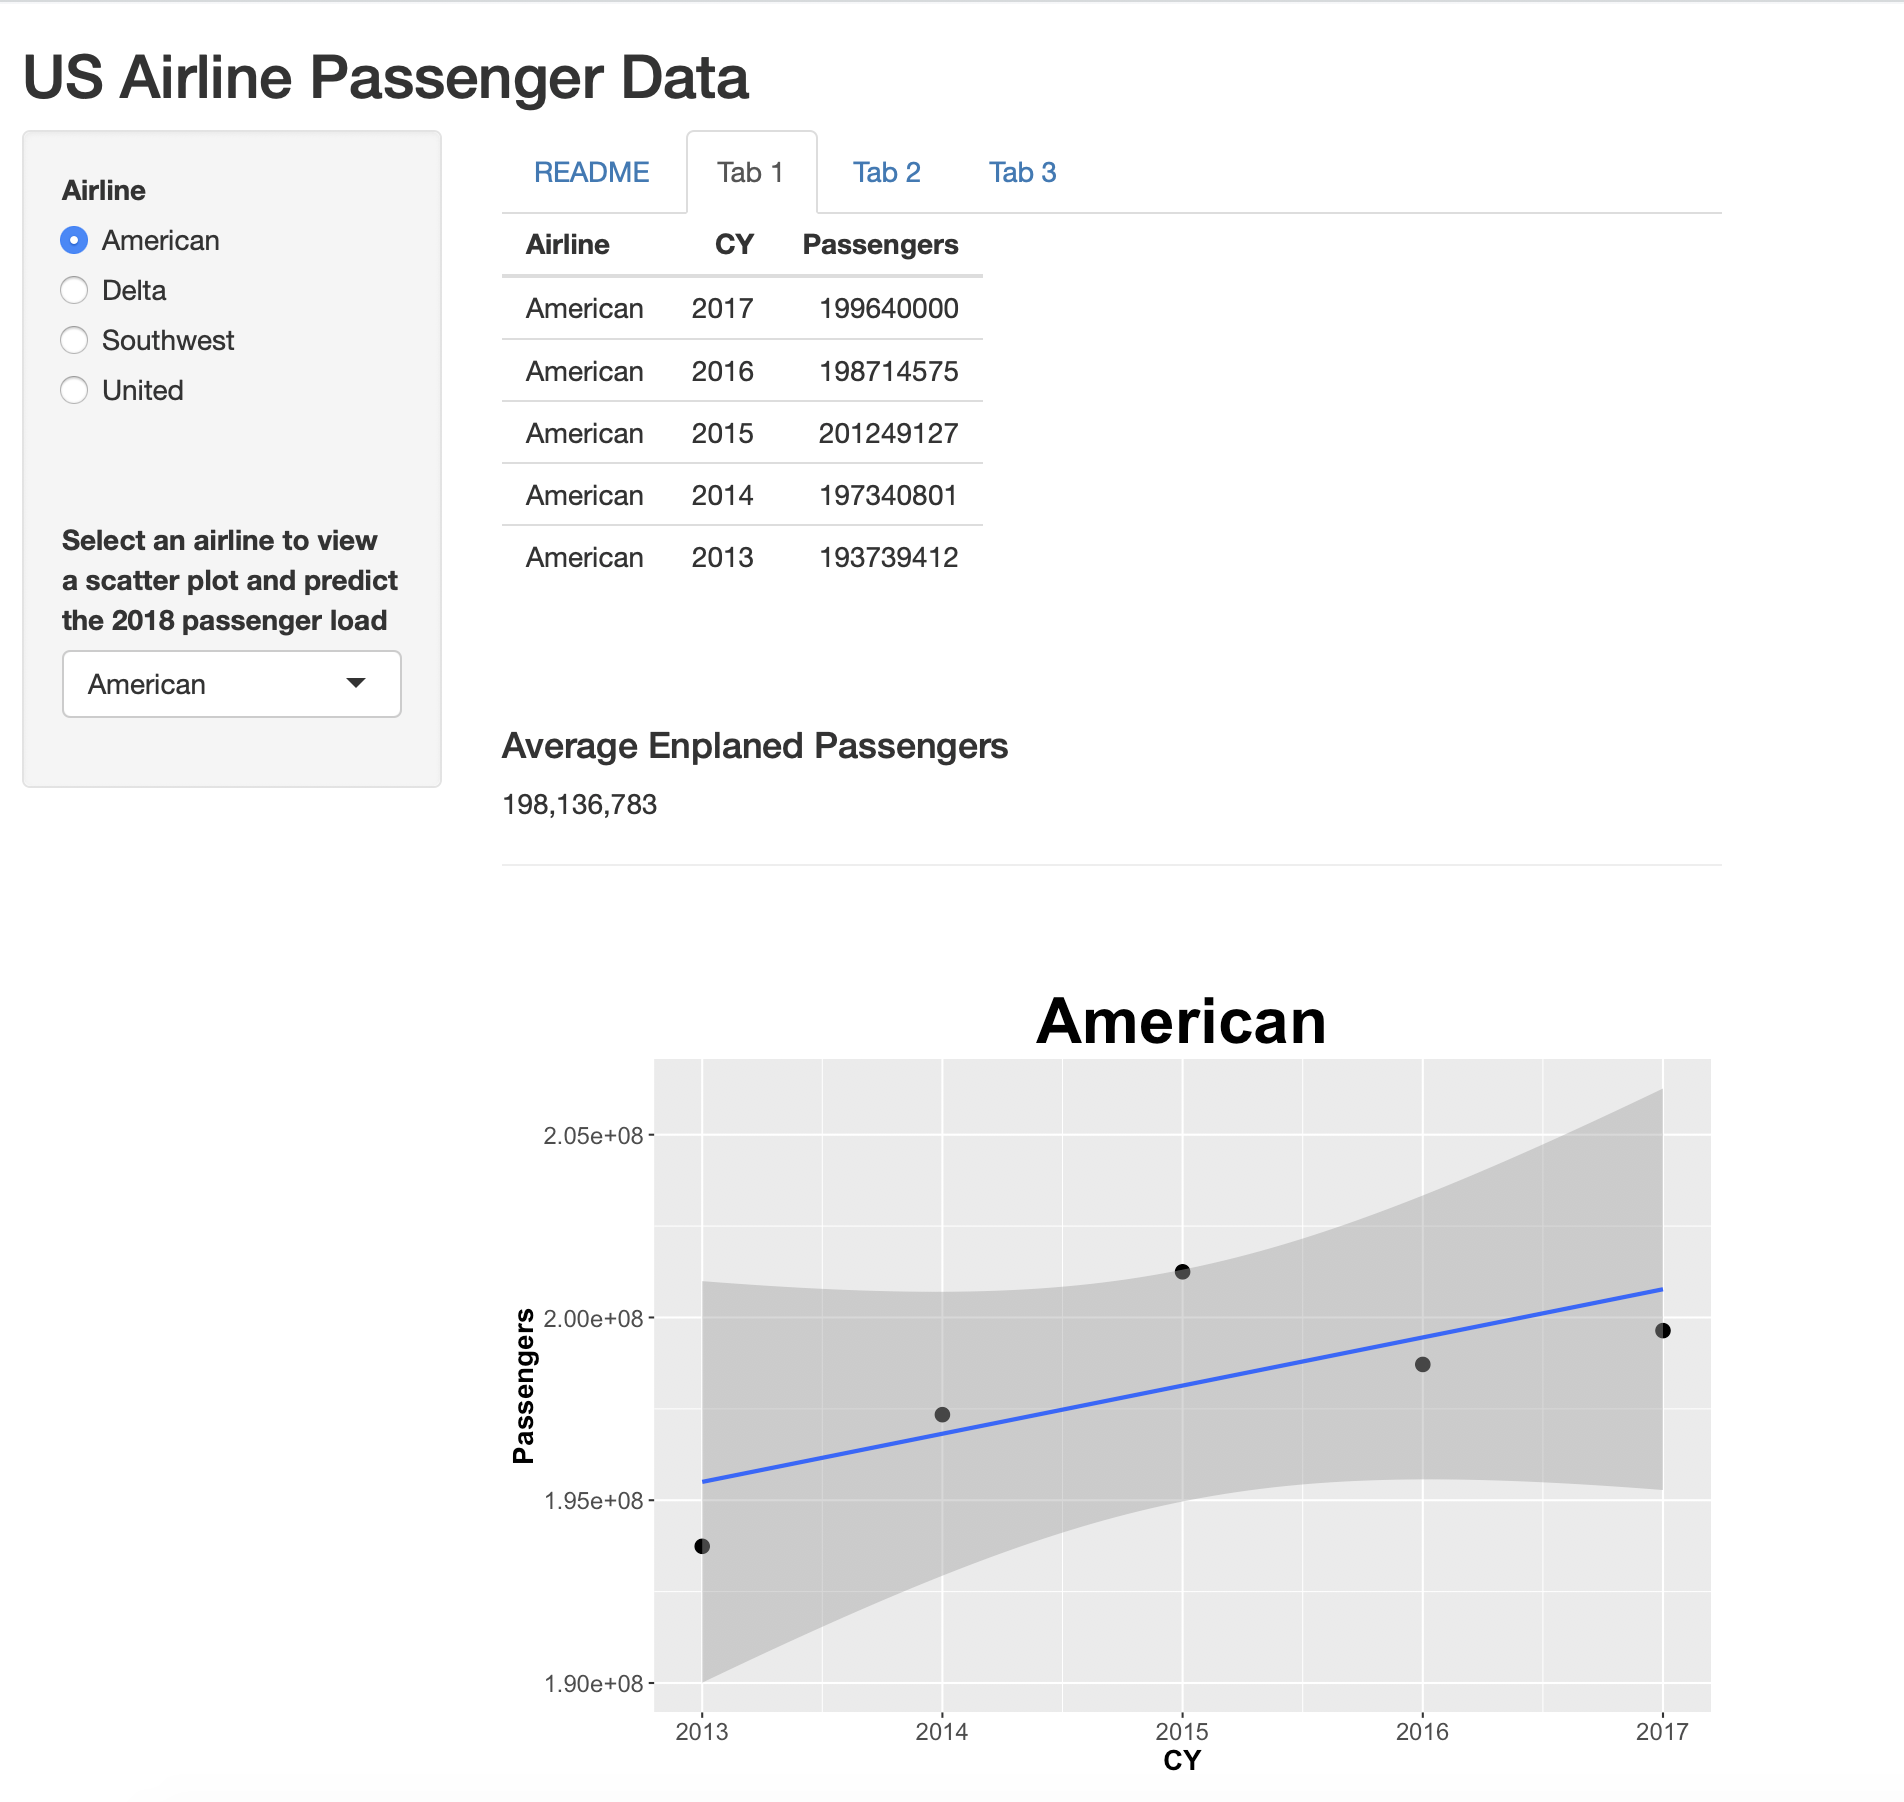 US Airline Passenger Data
Airline
American
Delta
Southwest
United
Select an airline to view
a scatter plot and predict
the 2018 passenger load
American
README Tab 1 Tab 2 Tab 3
Airline CY Passengers
American 2017 199640000
American 2016 198714575
American 2015 201249127
American 2014 197340801
American 2013 193739412
Average Enplaned Passengers
198,136,783
American
2.05e+08
2.00e+08
1.95e+08
1.90e+08
Passengers
2013 2014 2015 2016 2017
CY